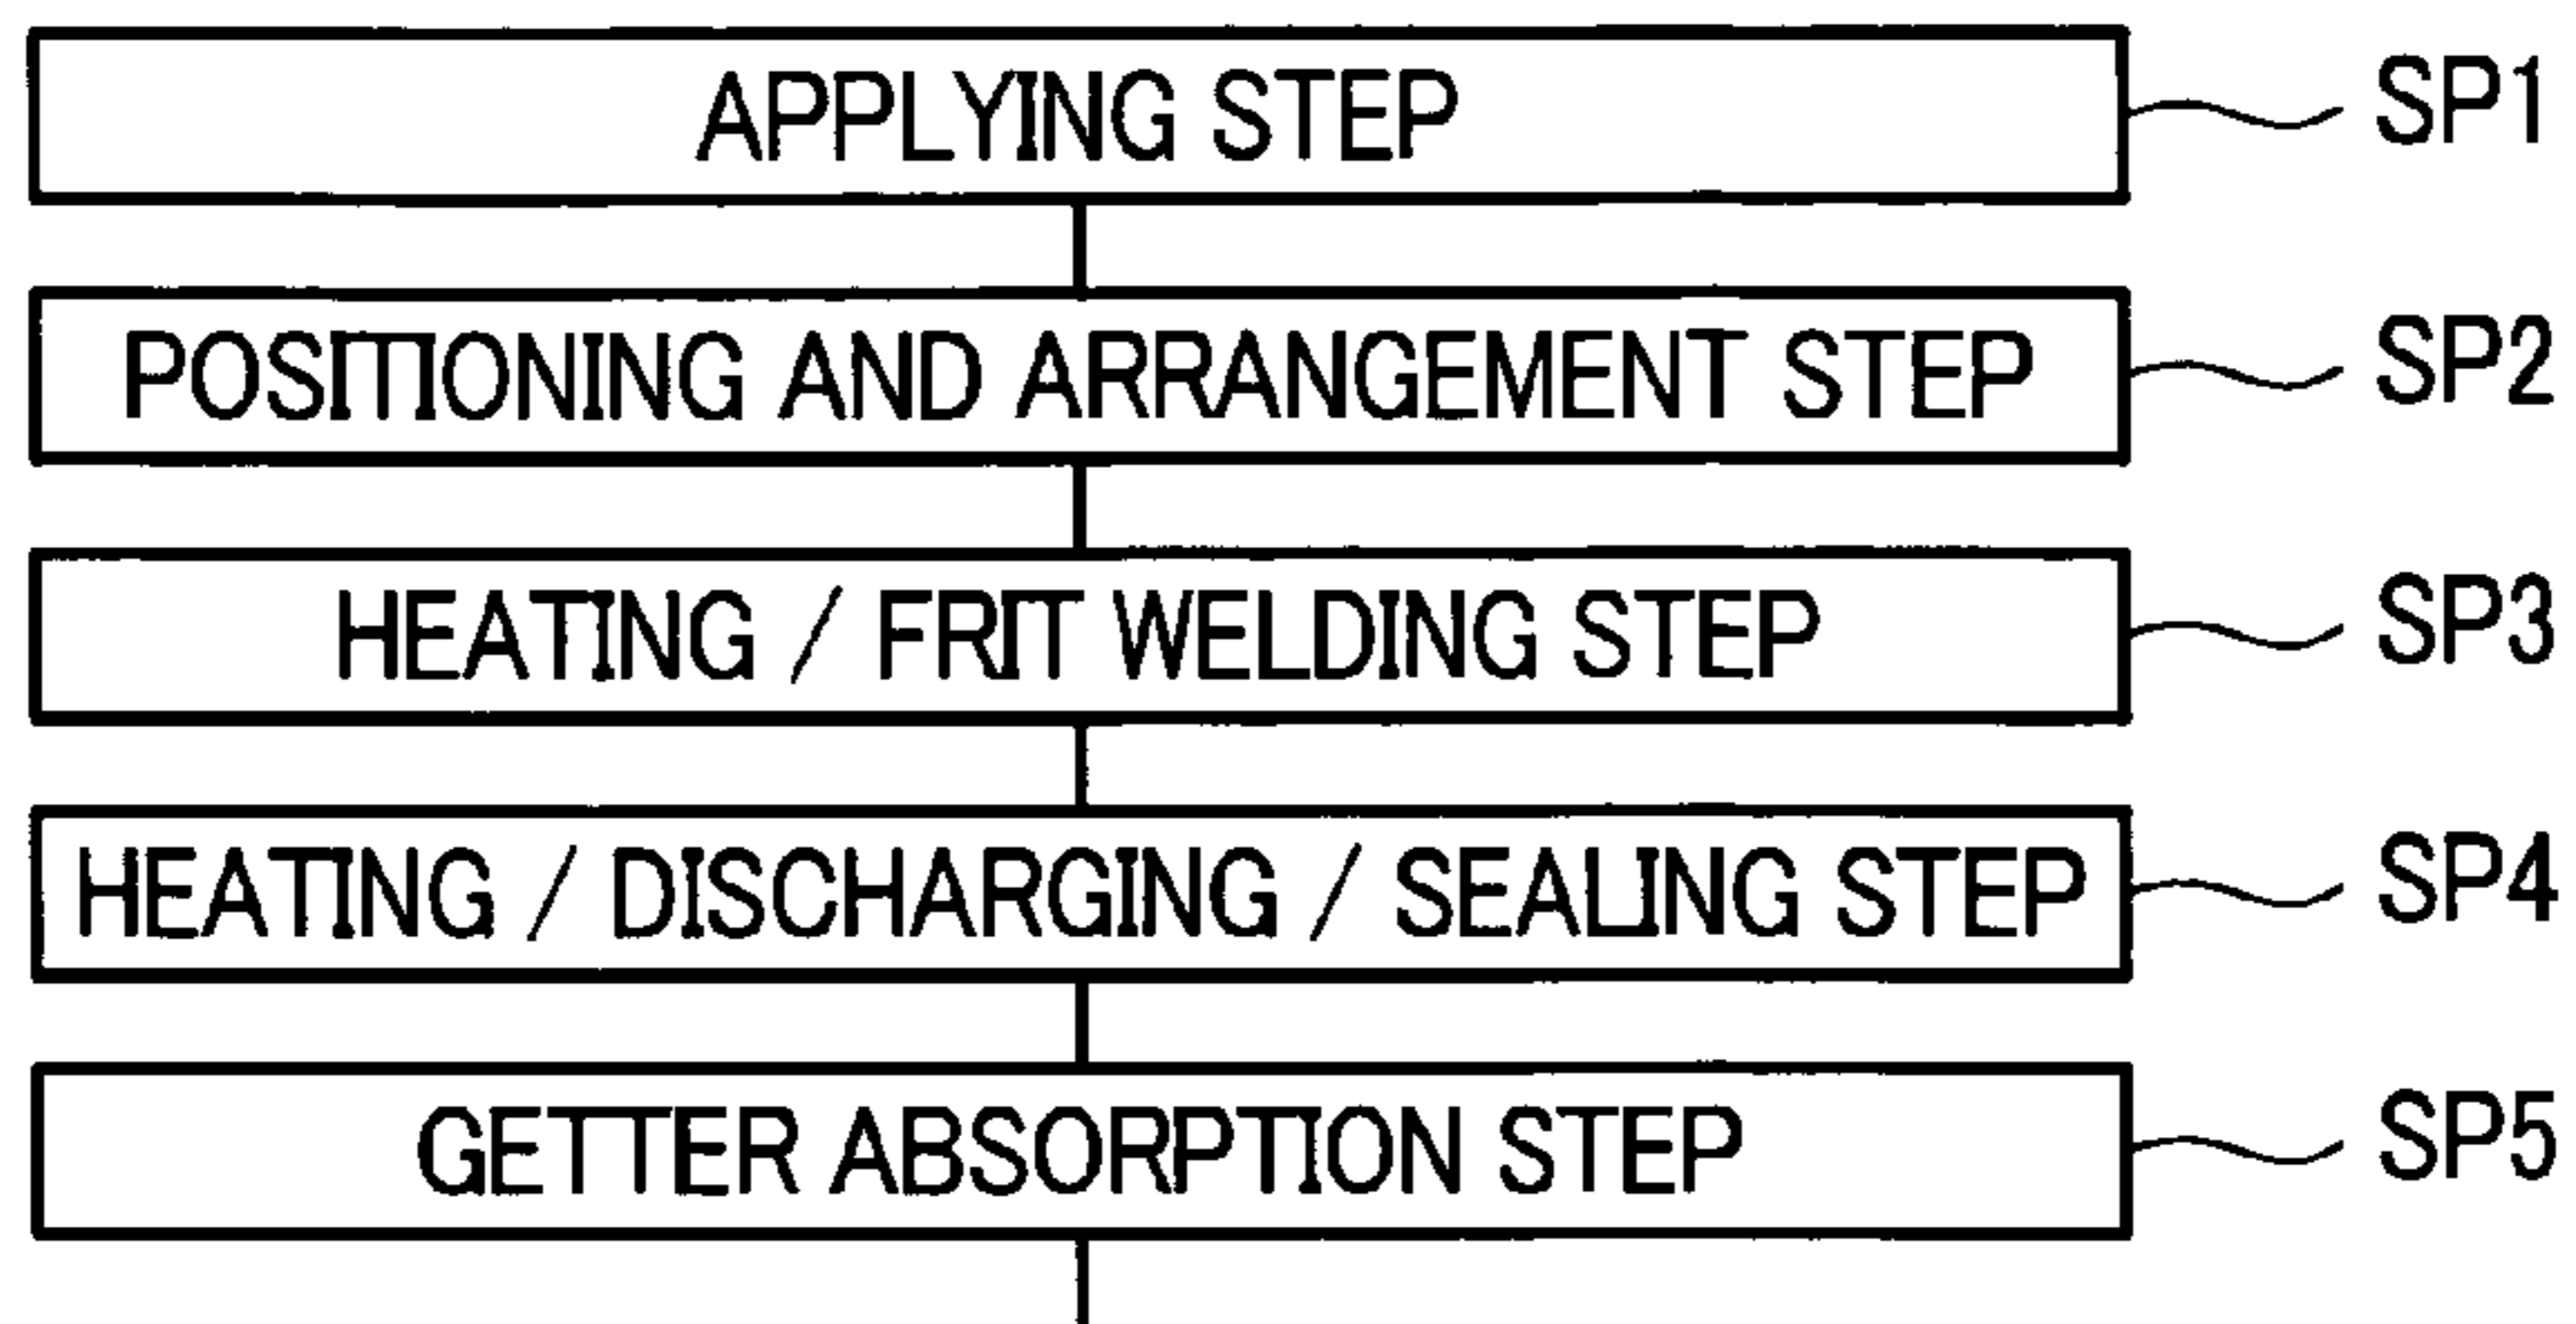 APPLYING STEP SP1
POSITIONING AND ARRANGEMENT STEP SP2
HEATING / FRIT WELDING STEP SP3
HEATING / DISCHARGING / SEALING STEP SP4
GETTER ABSORPTION STEP SP5